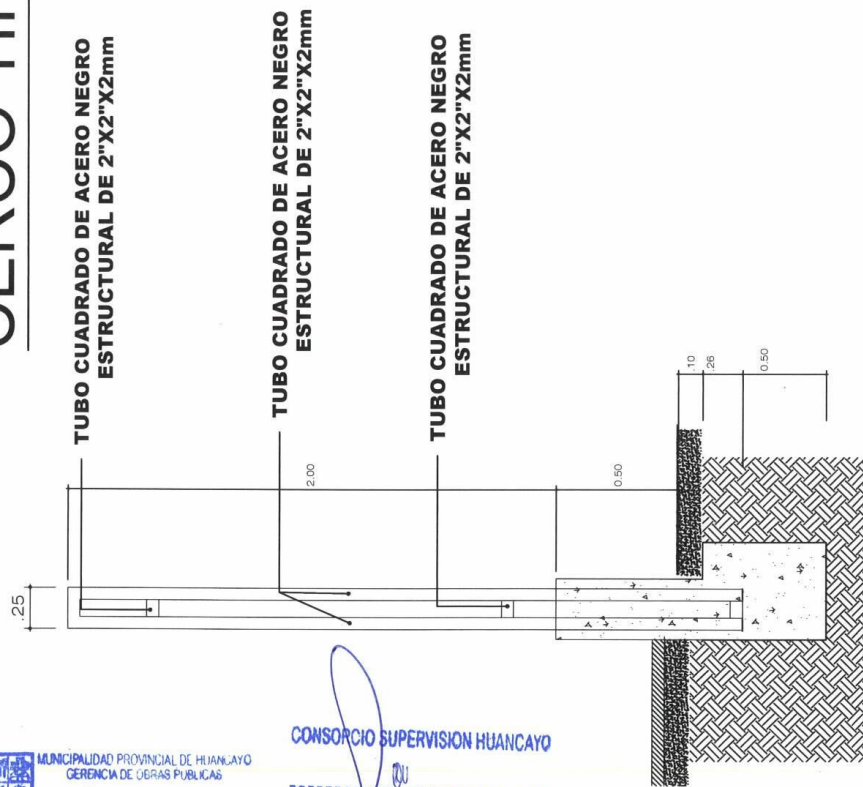 CERCO
TUBO CUADRADO DE ACERO NEGRO
ESTRUCTURAL DE 2"X2"X2mm
TUBO CUADRADO DE ACERO NEGRO
ESTRUCTURAL DE 2"X2"X2mm
TUBO CUADRADO DE ACERO NEGRO
ESTRUCTURAL DE 2"X2"X2mm
.25
2.00
0.50
.10
.26
0.50
MUNICIPALIDAD PROVINCIAL DE HUANCAYO
GERENCIA DE OBRAS PUBLICAS
CONSORCIO SUPERVISION HUANCAYO